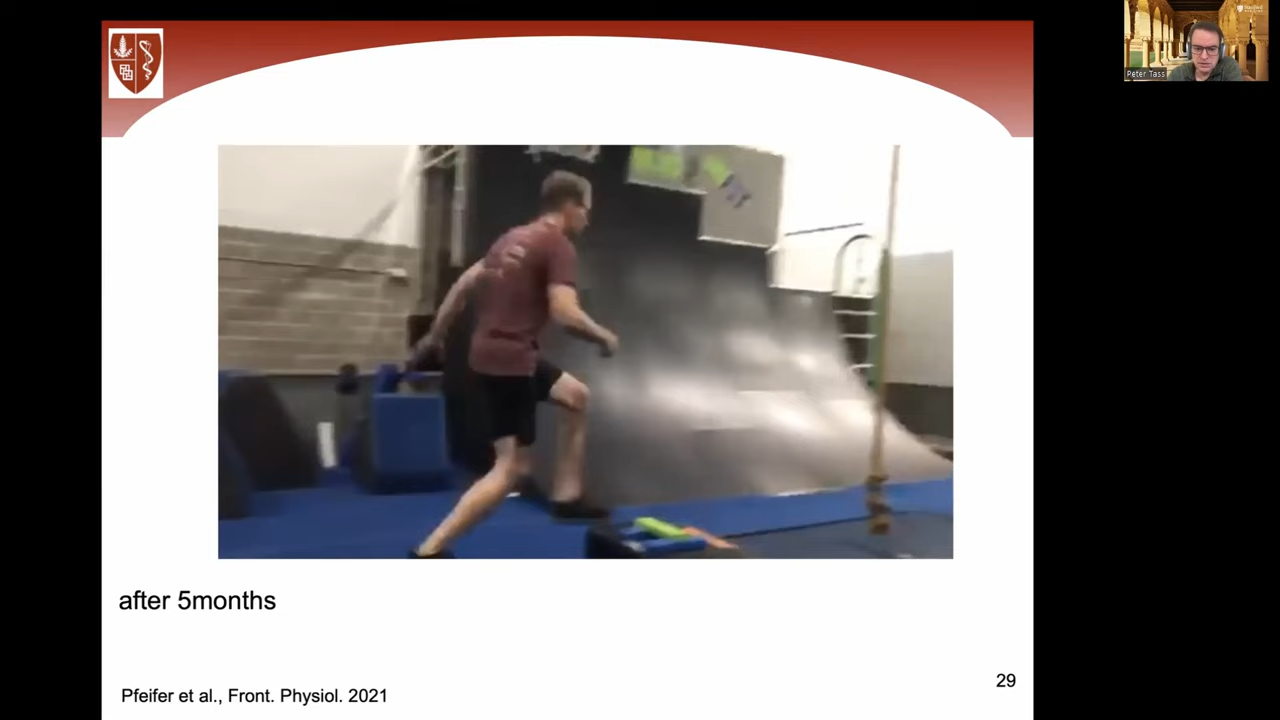 Peter Tass
after 5months
Pfeifer et al., Front. Physiol. 2021
29